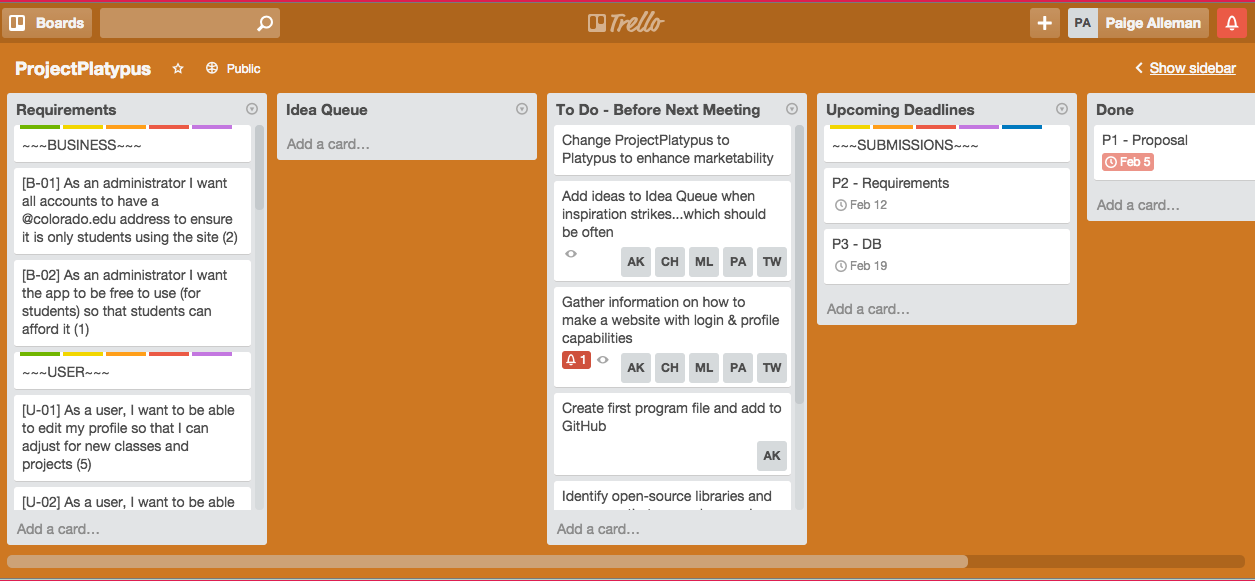 Boards
Trello
PA
Paige Alleman
ProjectPlatypus
Public
Show sidebar
Requirements
~~~BUSINESS~~~
[B-01] As an administrator I want
all accounts to have a
@colorado.edu address to ensure
it is only students using the site (2)
[B-02] As an administrator I want
the app to be free to use (for
students) so that students can
afford it (1)
~~~USER~~~
[U-01] As a user, I want to be able
to edit my profile so that I can
adjust for new classes and
projects (5)
[U-02] As a user, I want to be able
Add a card…
Idea Queue
Add a card…
To Do - Before Next Meeting
Change ProjectPlatypus to
Platypus to enhance marketability
Add ideas to Idea Queue when
inspiration strikes...which should
be often
AK CH ML PA TW
Gather information on how to
make a website with login & profile
capabilities
1
AK CH ML PA TW
Create first program file and add to
GitHub
AK
Identify open-source libraries and
Add a card…
Upcoming Deadlines
~~~SUBMISSIONS~~~
P2 - Requirements
Feb 12
P3 - DB
Feb 19
Add a card…
Done
P1 - Proposal
Feb 5
Add a card…